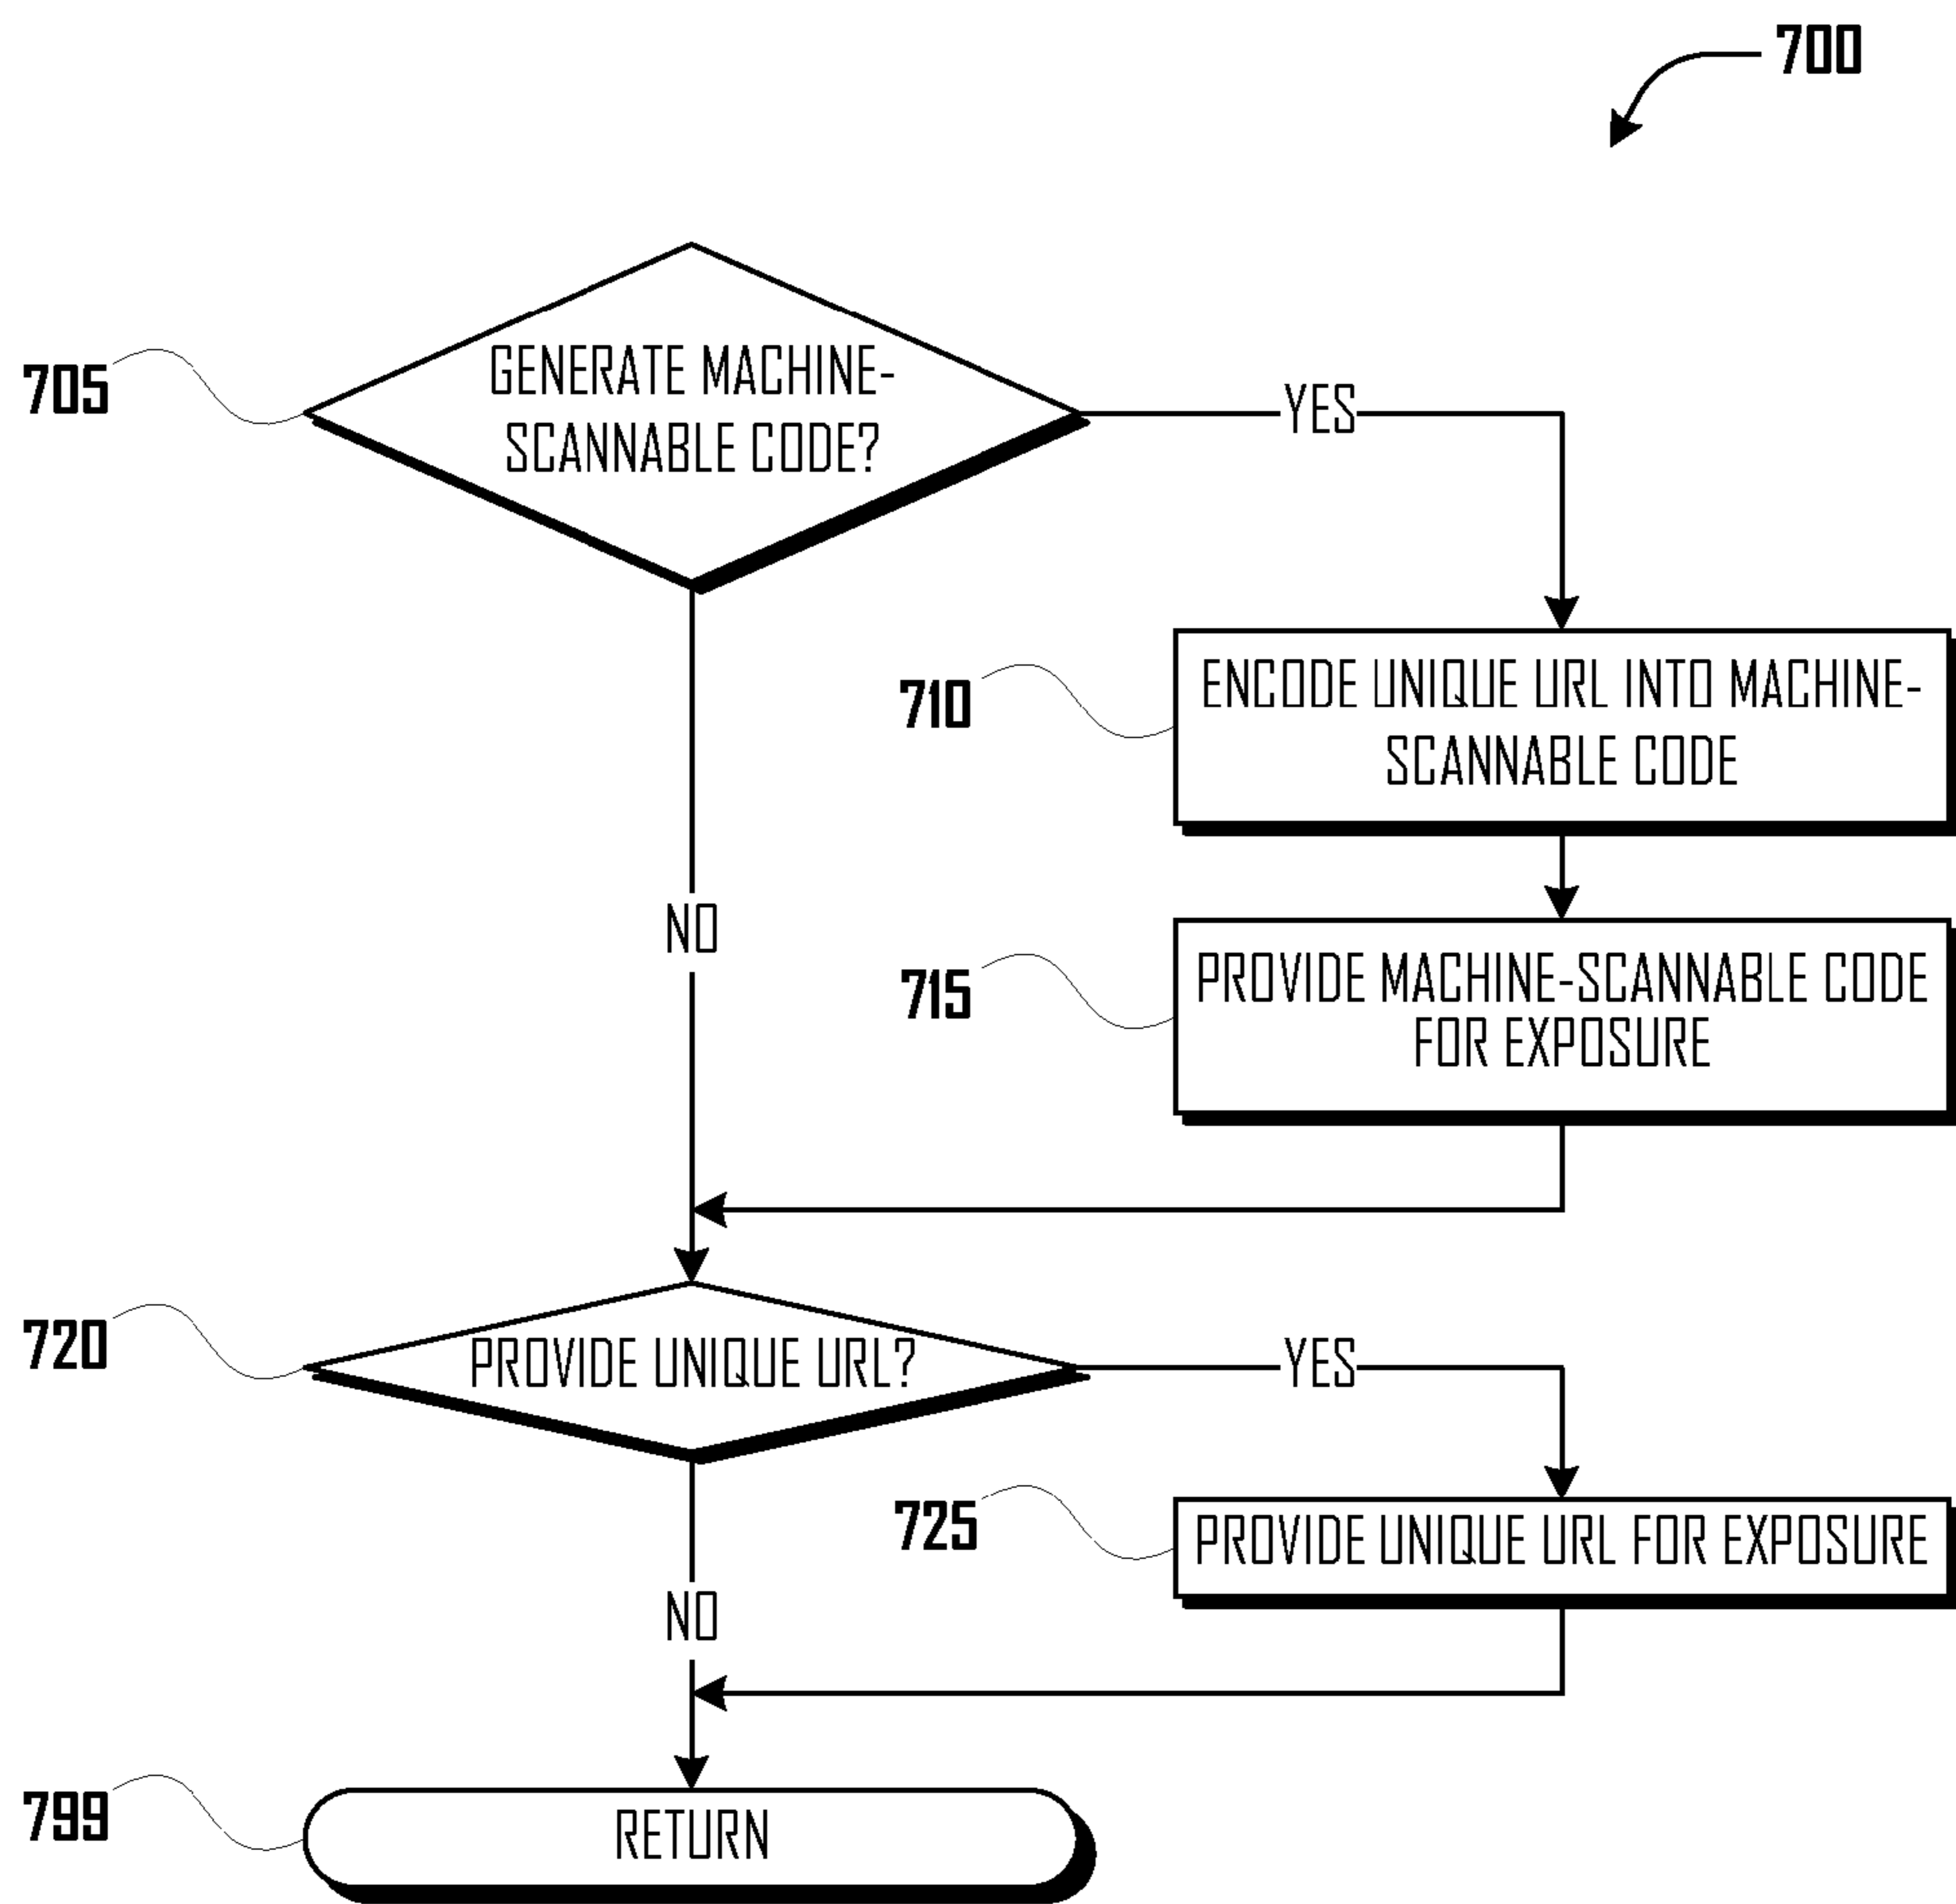 700
705
GENERATE MACHINE-
SCANNABLE CODE?
YES
710
ENCODE UNIQUE URL INTO MACHINE-
SCANNABLE CODE
NO
715
PROVIDE MACHINE-SCANNABLE CODE
FOR EXPOSURE
720
PROVIDE UNIQUE URL?
YES
725
PROVIDE UNIQUE URL FOR EXPOSURE
NO
799
RETURN